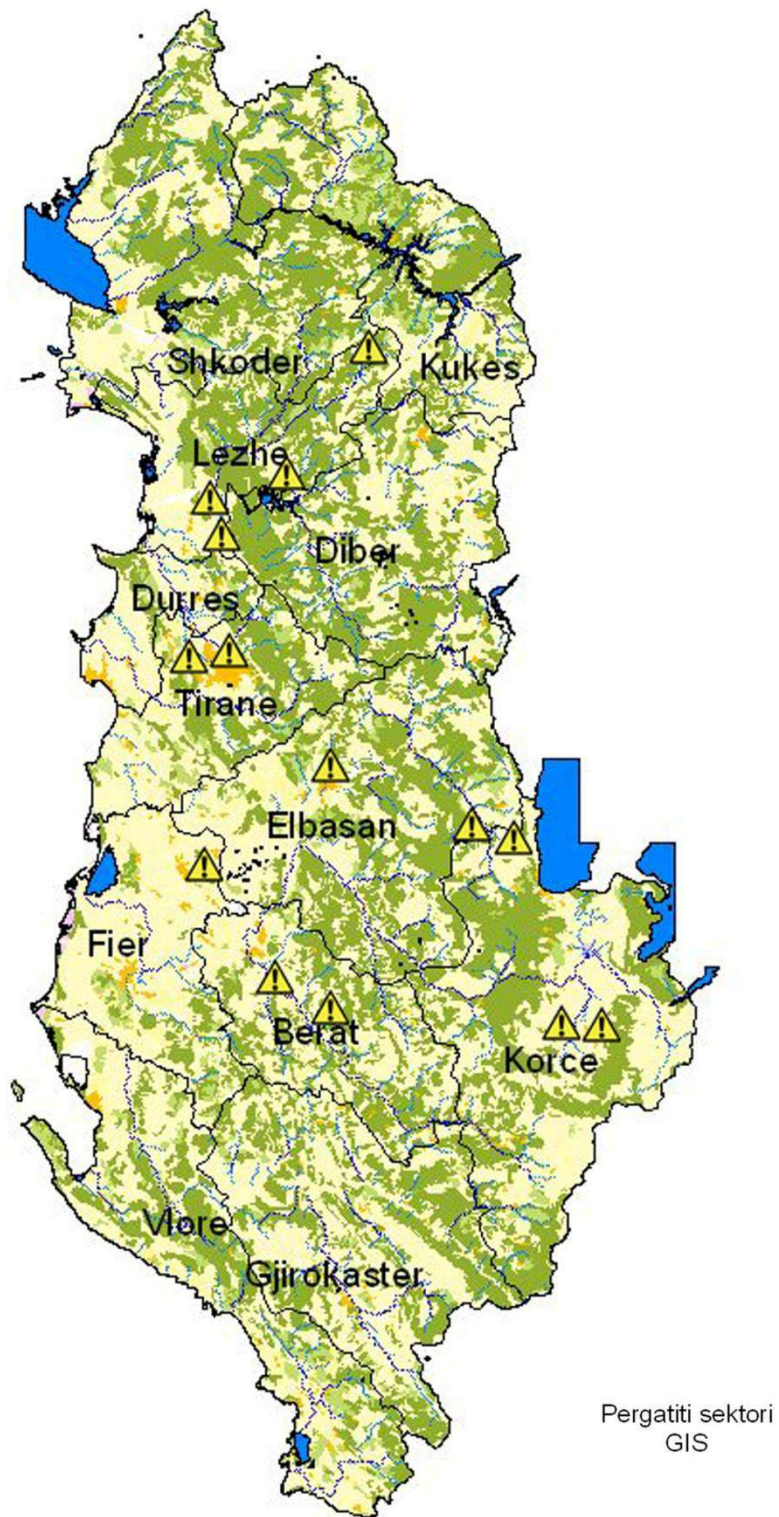 Shkoder
Kukes
Lezhe
Diber
Durres
Tirane
Elbasan
Fier
Berat
Korce
Vlore
Gjirokaster
Pergatiti sektori
GIS